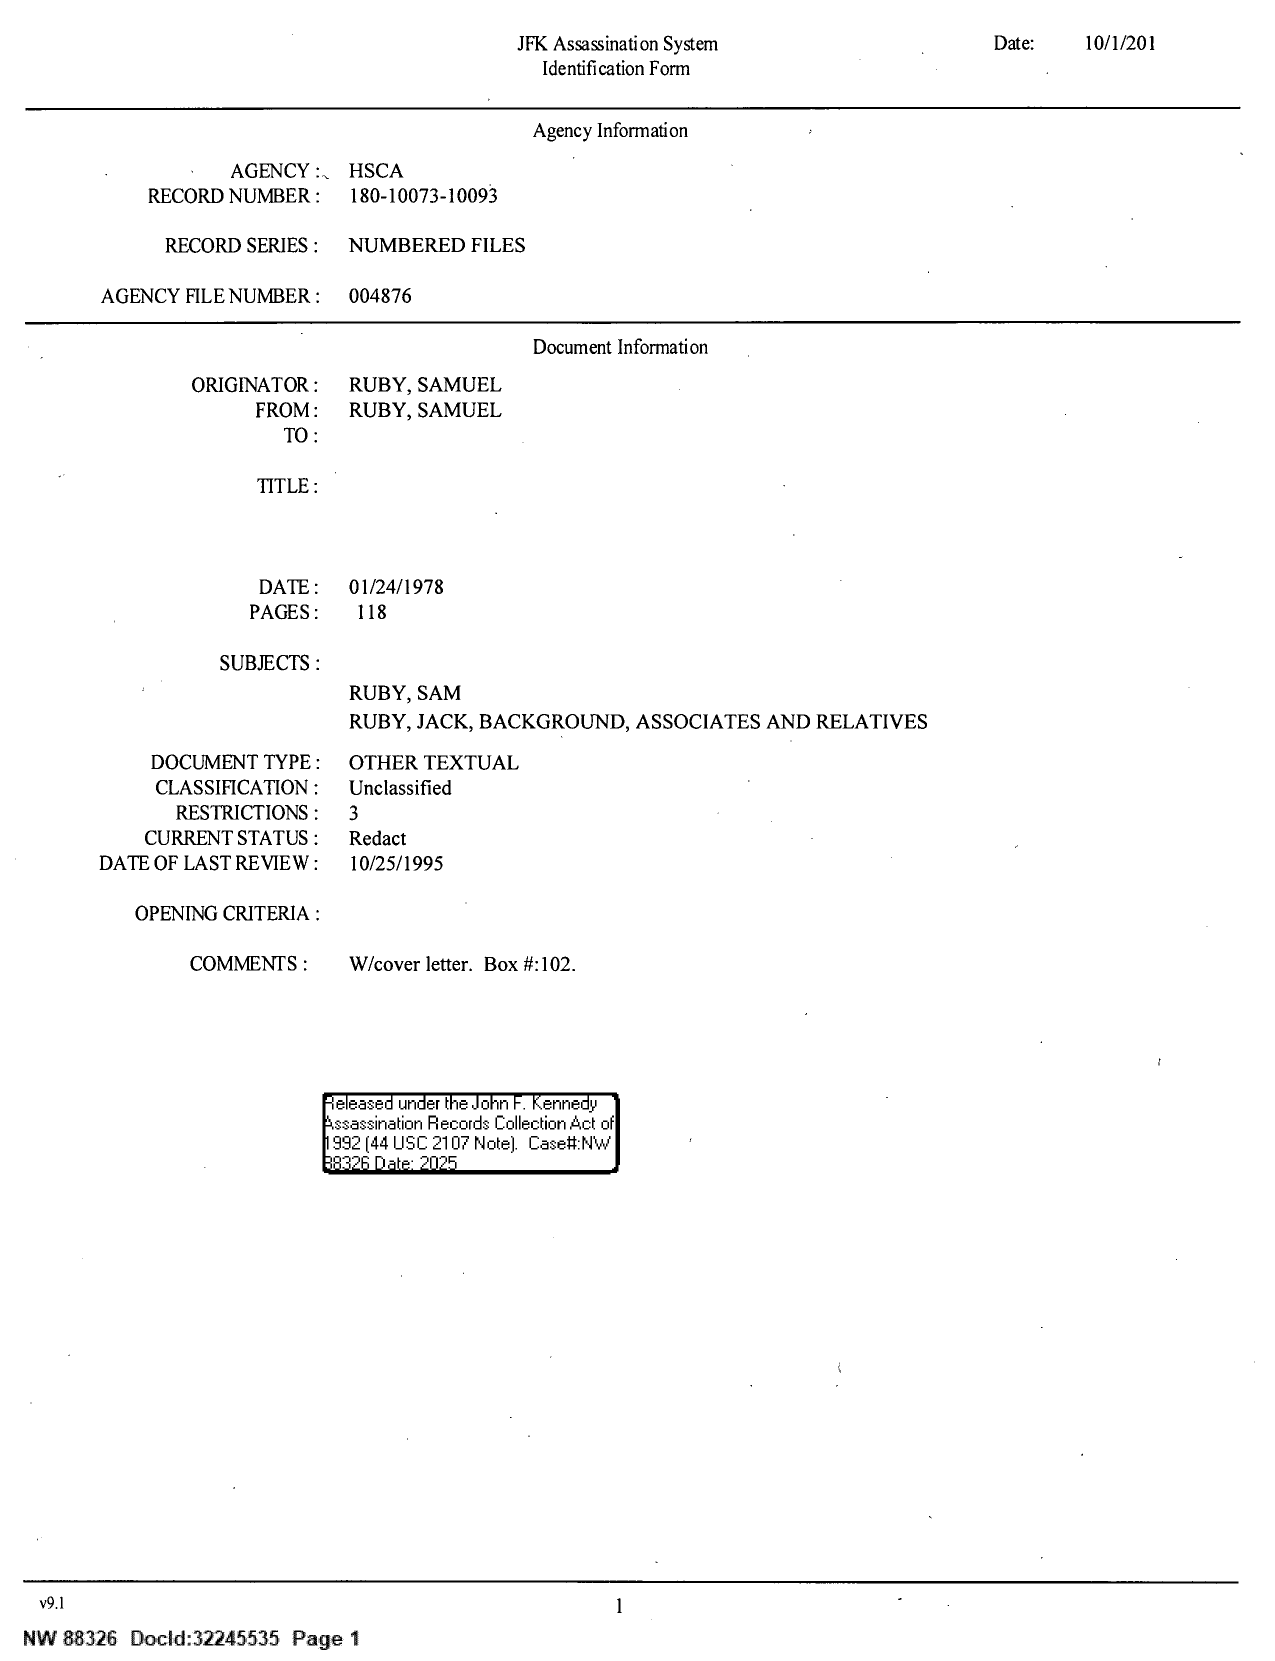 JFK Assassination System
Date: 10/1/201
Identification Form
Agency Information
AGENCY : HSCA
RECORD NUMBER : 180-10073-10093
RECORD SERIES : NUMBERED FILES
AGENCY FILE NUMBER : 004876
Document Information
ORIGINATOR : RUBY, SAMUEL
FROM : RUBY, SAMUEL
TO :
TITLE :
DATE : 01/24/1978
PAGES : 118
SUBJECTS :
RUBY, SAM
RUBY, JACK, BACKGROUND, ASSOCIATES AND RELATIVES
DOCUMENT TYPE : OTHER TEXTUAL
CLASSIFICATION : Unclassified
RESTRICTIONS : 3
CURRENT STATUS : Redact
DATE OF LAST REVIEW : 10/25/1995
OPENING CRITERIA :
COMMENTS : W/cover letter. Box #:102.
Released under the John F. Kennedy
Assassination Records Collection Act of
1992 (44 USC 2107 Note). Case#:NW
88326 Date: 2025
v9.1
1
NW 88326 DocId:32245535 Page 1